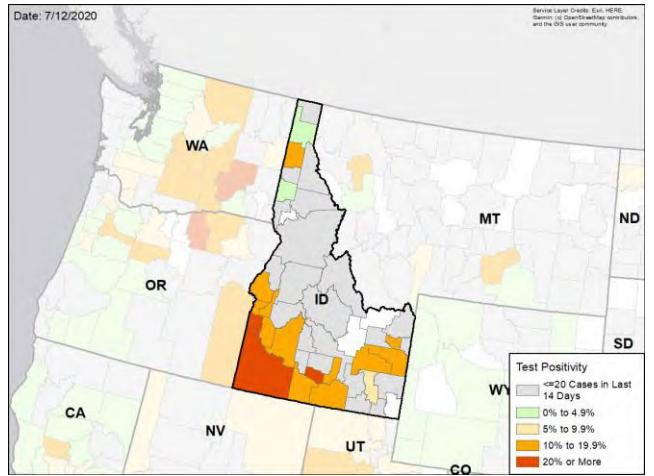 Date: 7/12/2020
Service Layer Credits: Esri, HERE,
Garmin, (c) OpenStreetMap contributors,
and the GIS user community
WA
MT
ND
OR
ID
SD
WY
CA
NV
UT
CO
Test Positivity
<=20 Cases in Last
14 Days
0% to 4.9%
5% to 9.9%
10% to 19.9%
20% or More